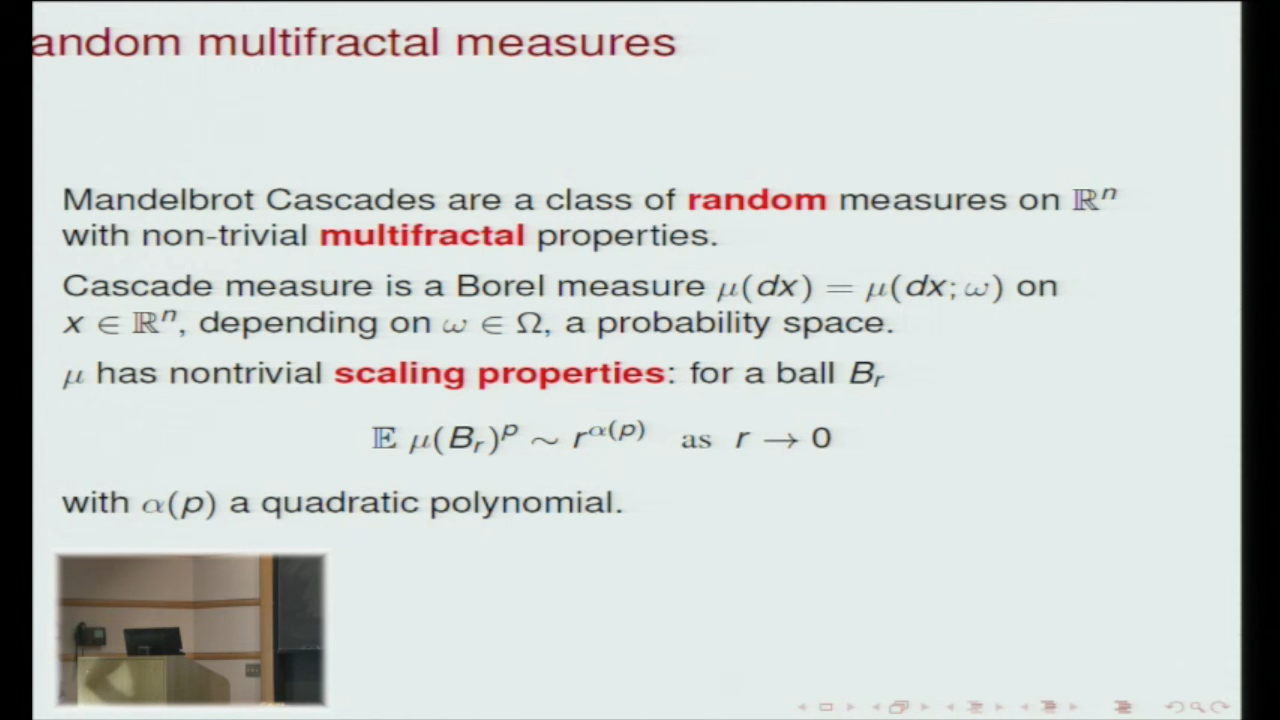 andom multifractal measures
Mandelbrot Cascades are a class of random measures on ℝⁿ
with non-trivial multifractal properties.
Cascade measure is a Borel measure μ(dx) = μ(dx; ω) on
x ∈ ℝⁿ, depending on ω ∈ Ω, a probability space.
μ has nontrivial scaling properties: for a ball B_r
𝔼 μ(B_r)^p ∼ r^{α(p)} as r → 0
with α(p) a quadratic polynomial.